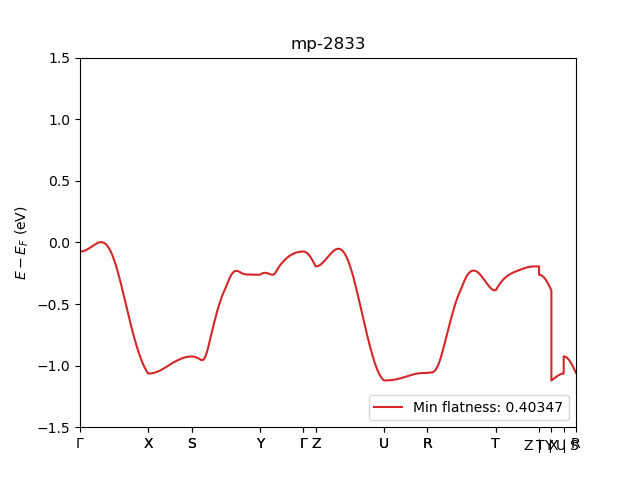 mp-2833
1.5
1.0
0.5
0.0
−0.5
−1.0
−1.5
E − E_F (eV)
Min flatness: 0.40347
Γ X S Y Γ Z U R T Z|T Y|X U|S R